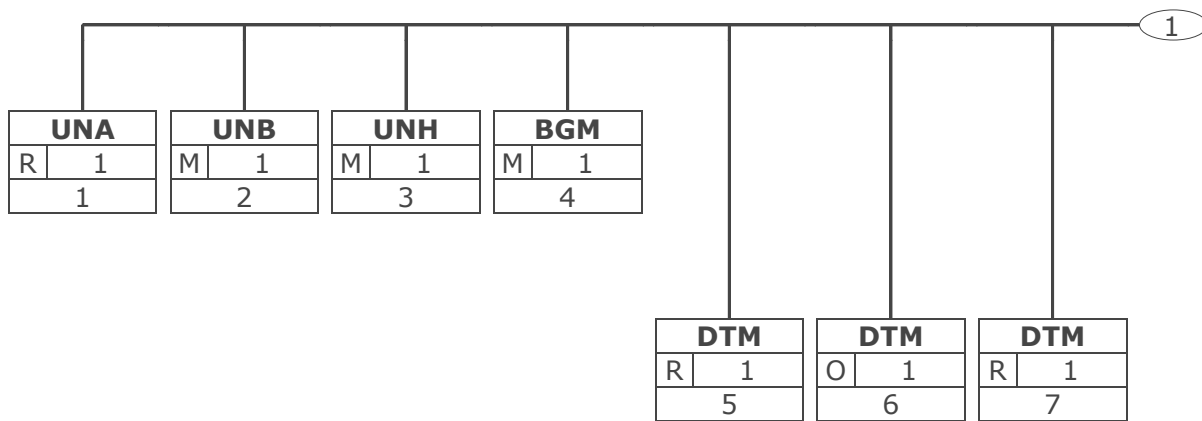 1
UNA UNB UNH BGM
R 1 M 1 M 1 M 1
1 2 3 4
DTM DTM DTM
R 1 O 1 R 1
5 6 7